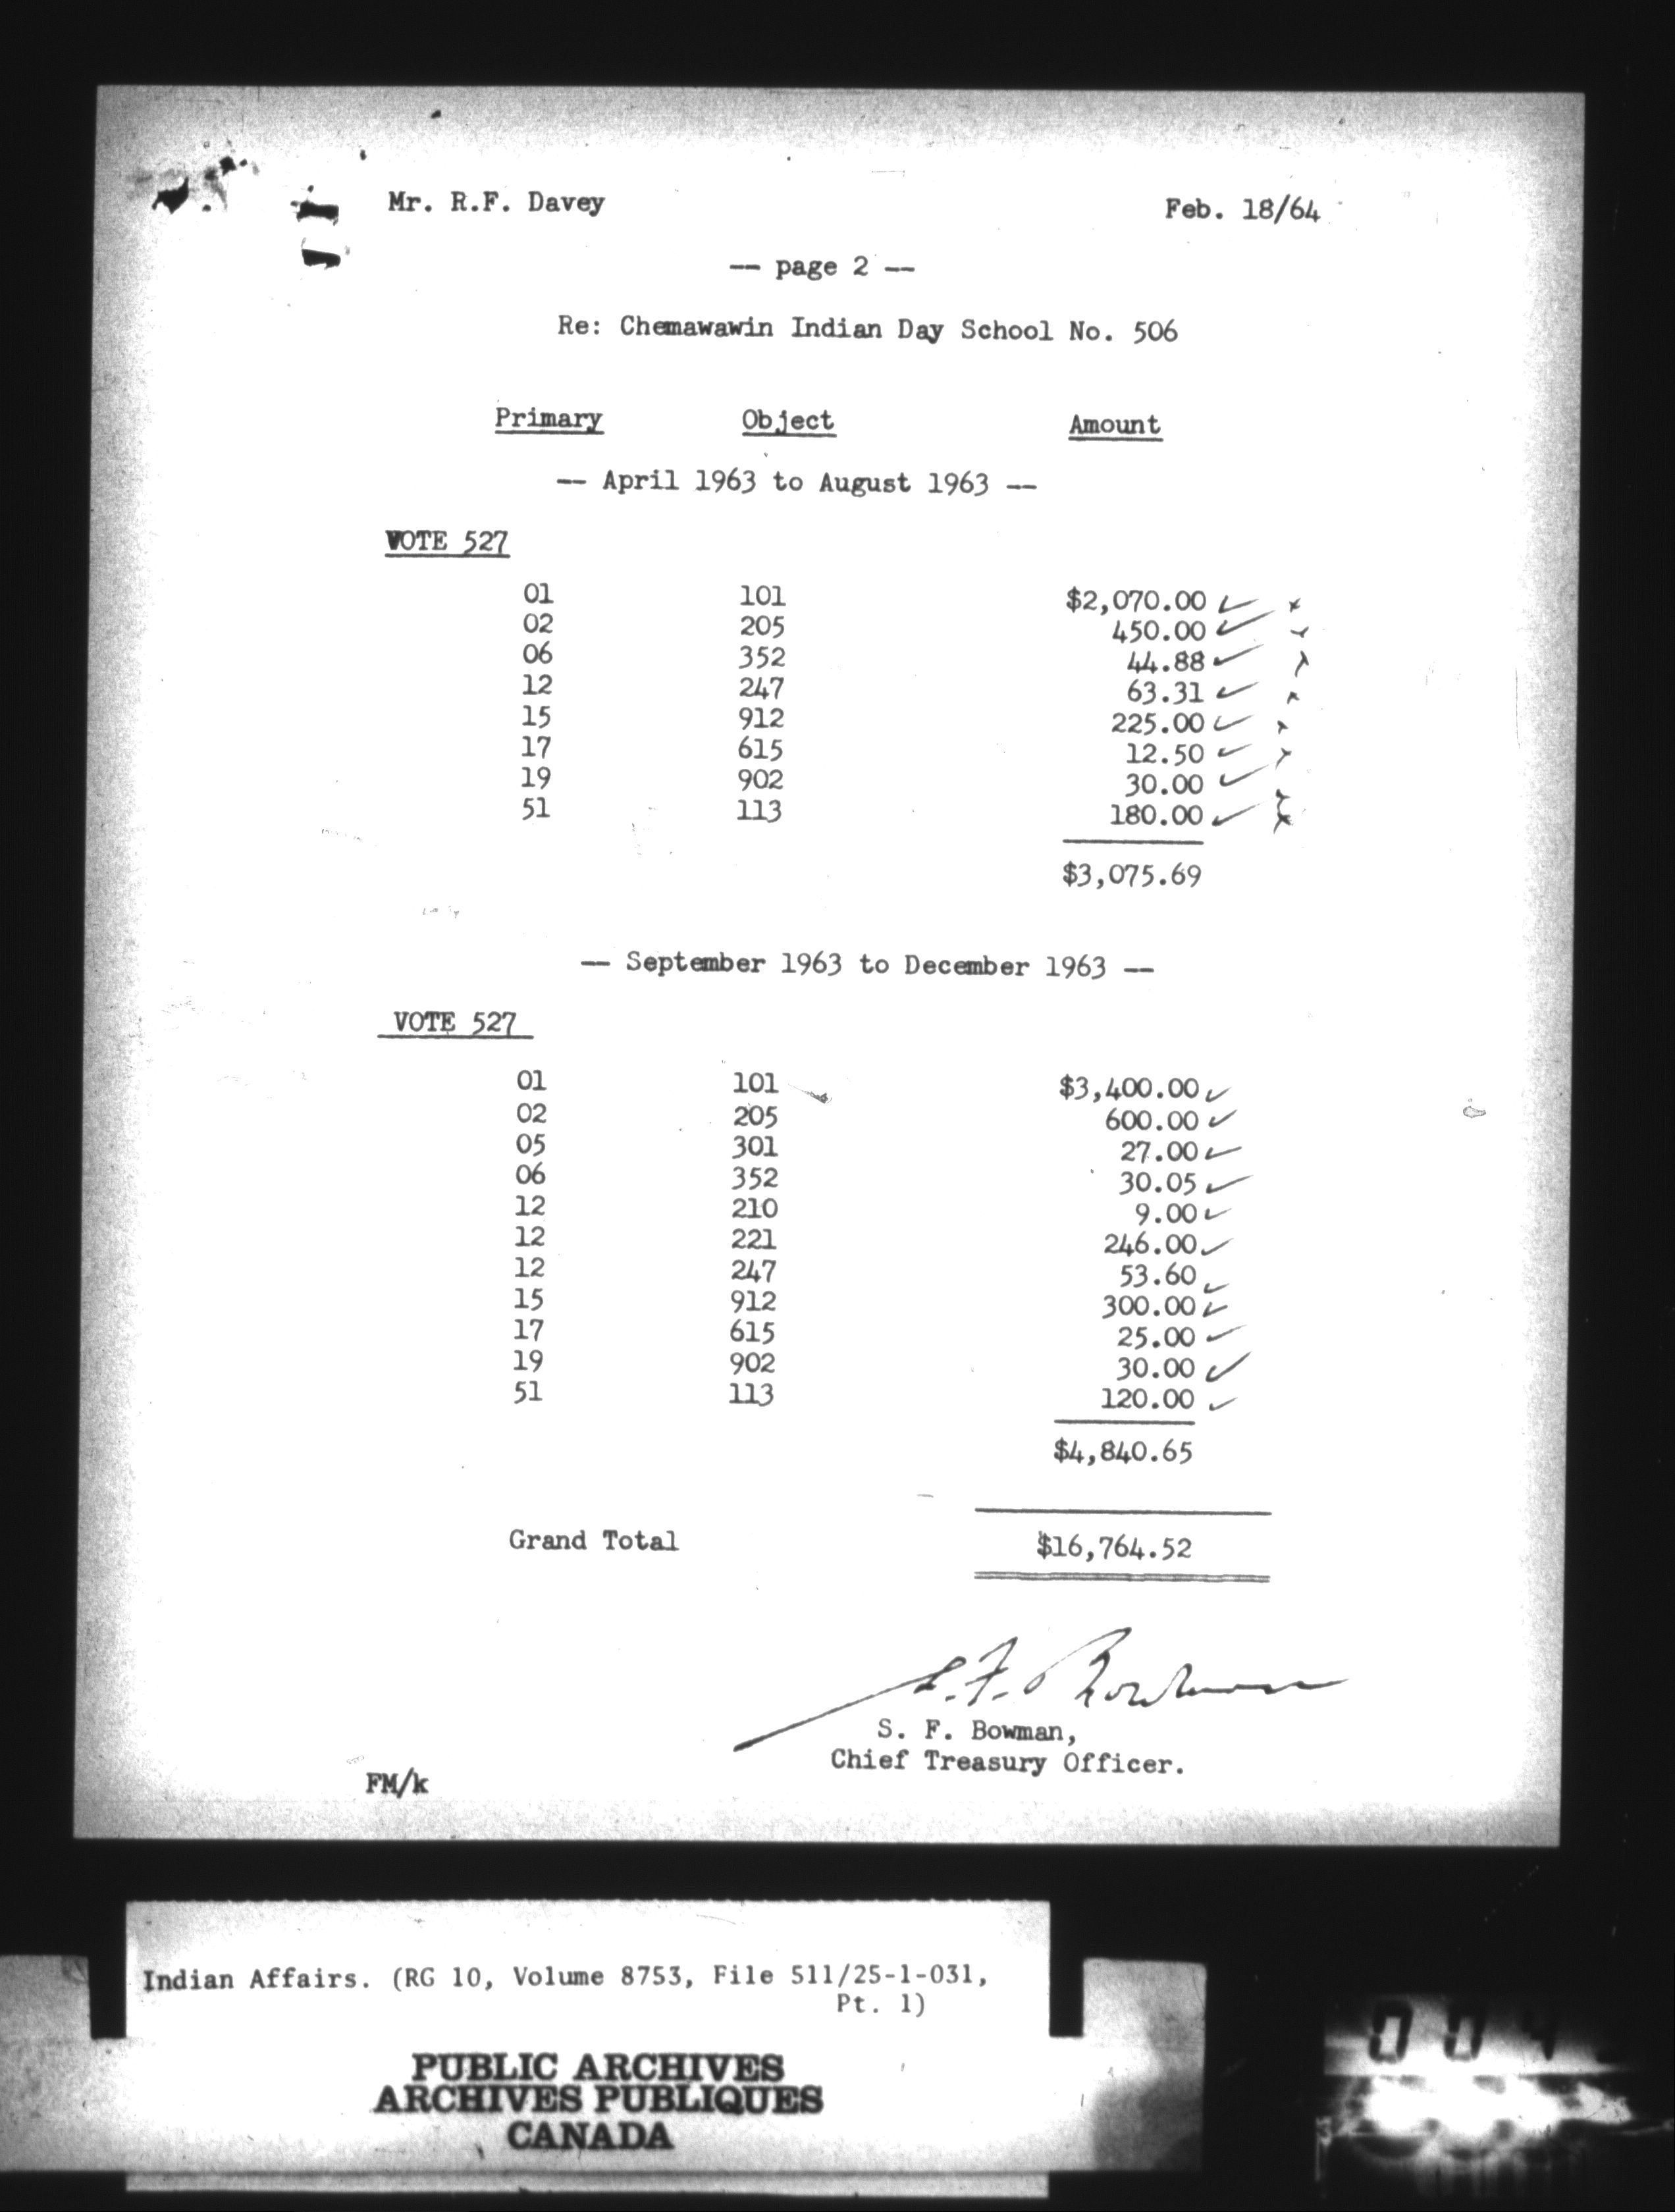 Mr. R.F. Davey Feb. 18/64
-- page 2 --
Re: Chemawawin Indian Day School No. 506
Primary Object Amount
-- April 1963 to August 1963 --
VOTE 527
01 101 $2,070.00
02 205 450.00
06 352 44.88
12 247 63.31
15 912 225.00
17 615 12.50
19 902 30.00
51 113 180.00
$3,075.69
-- September 1963 to December 1963 --
VOTE 527
01 101 $3,400.00
02 205 600.00
05 301 27.00
06 352 30.05
12 210 9.00
12 221 246.00
12 247 53.60
15 912 300.00
17 615 25.00
19 902 30.00
51 113 120.00
$4,840.65
Grand Total $16,764.52
S. F. Bowman
S. F. Bowman,
Chief Treasury Officer.
FM/k
Indian Affairs. (RG 10, Volume 8753, File 511/25-1-031,
Pt. 1)
PUBLIC ARCHIVES
ARCHIVES PUBLIQUES
CANADA